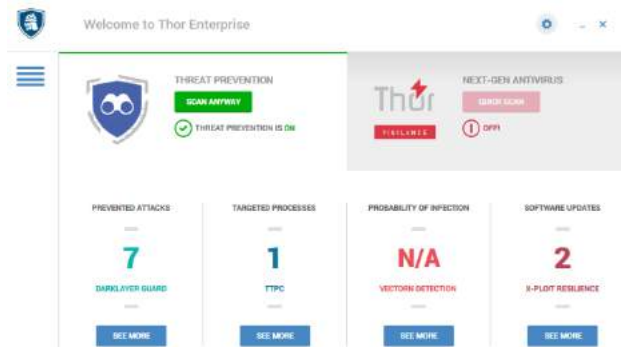 Welcome to Thor Enterprise
THREAT PREVENTION
SCAN ANYWAY
THREAT PREVENTION IS ON
Thor
VIGILANCE
NEXT-GEN ANTIVIRUS
QUICK SCAN
OFF!
PREVENTED ATTACKS
7
DARKLAYER GUARD
SEE MORE
TARGETED PROCESSES
1
TTPC
SEE MORE
PROBABILITY OF INFECTION
N/A
VECTORN DETECTION
SEE MORE
SOFTWARE UPDATES
2
X-PLOIT RESILIENCE
SEE MORE